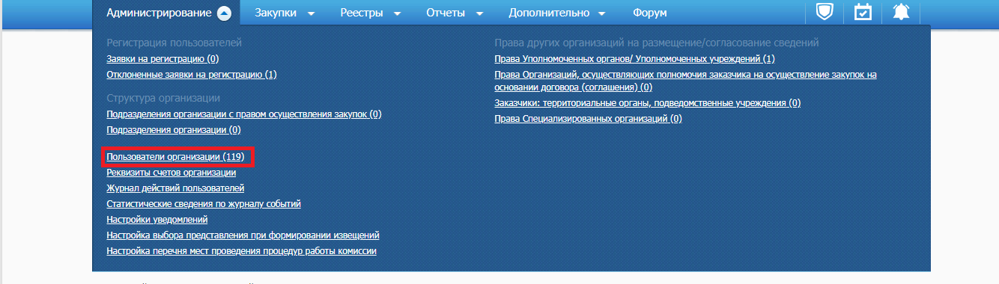 Администрирование Закупки Реестры Отчеты Дополнительно Форум
Регистрация пользователей
Заявки на регистрацию (0)
Отклоненные заявки на регистрацию (1)
Структура организации
Подразделения организации с правом осуществления закупок (0)
Подразделения организации (0)
Пользователи организации (119)
Реквизиты счетов организации
Журнал действий пользователей
Статистические сведения по журналу событий
Настройки уведомлений
Настройка выбора представления при формировании извещений
Настройка перечня мест проведения процедур работы комиссии
Права других организаций на размещение/согласование сведений
Права Уполномоченных органов/ Уполномоченных учреждений (1)
Права Организаций, осуществляющих полномочия заказчика на осуществление закупок на
основании договора (соглашения) (0)
Заказчики: территориальные органы, подведомственные учреждения (0)
Права Специализированных организаций (0)